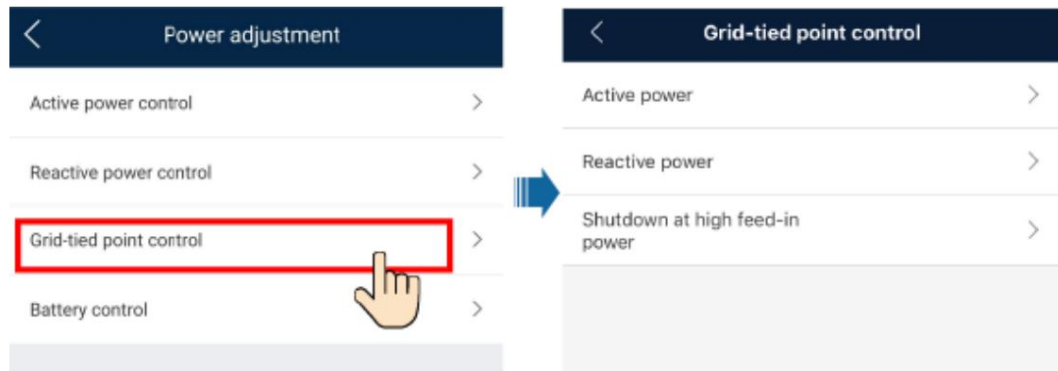 Power adjustment
Active power control
Reactive power control
Grid-tied point control
Battery control
Grid-tied point control
Active power
Reactive power
Shutdown at high feed-in
power